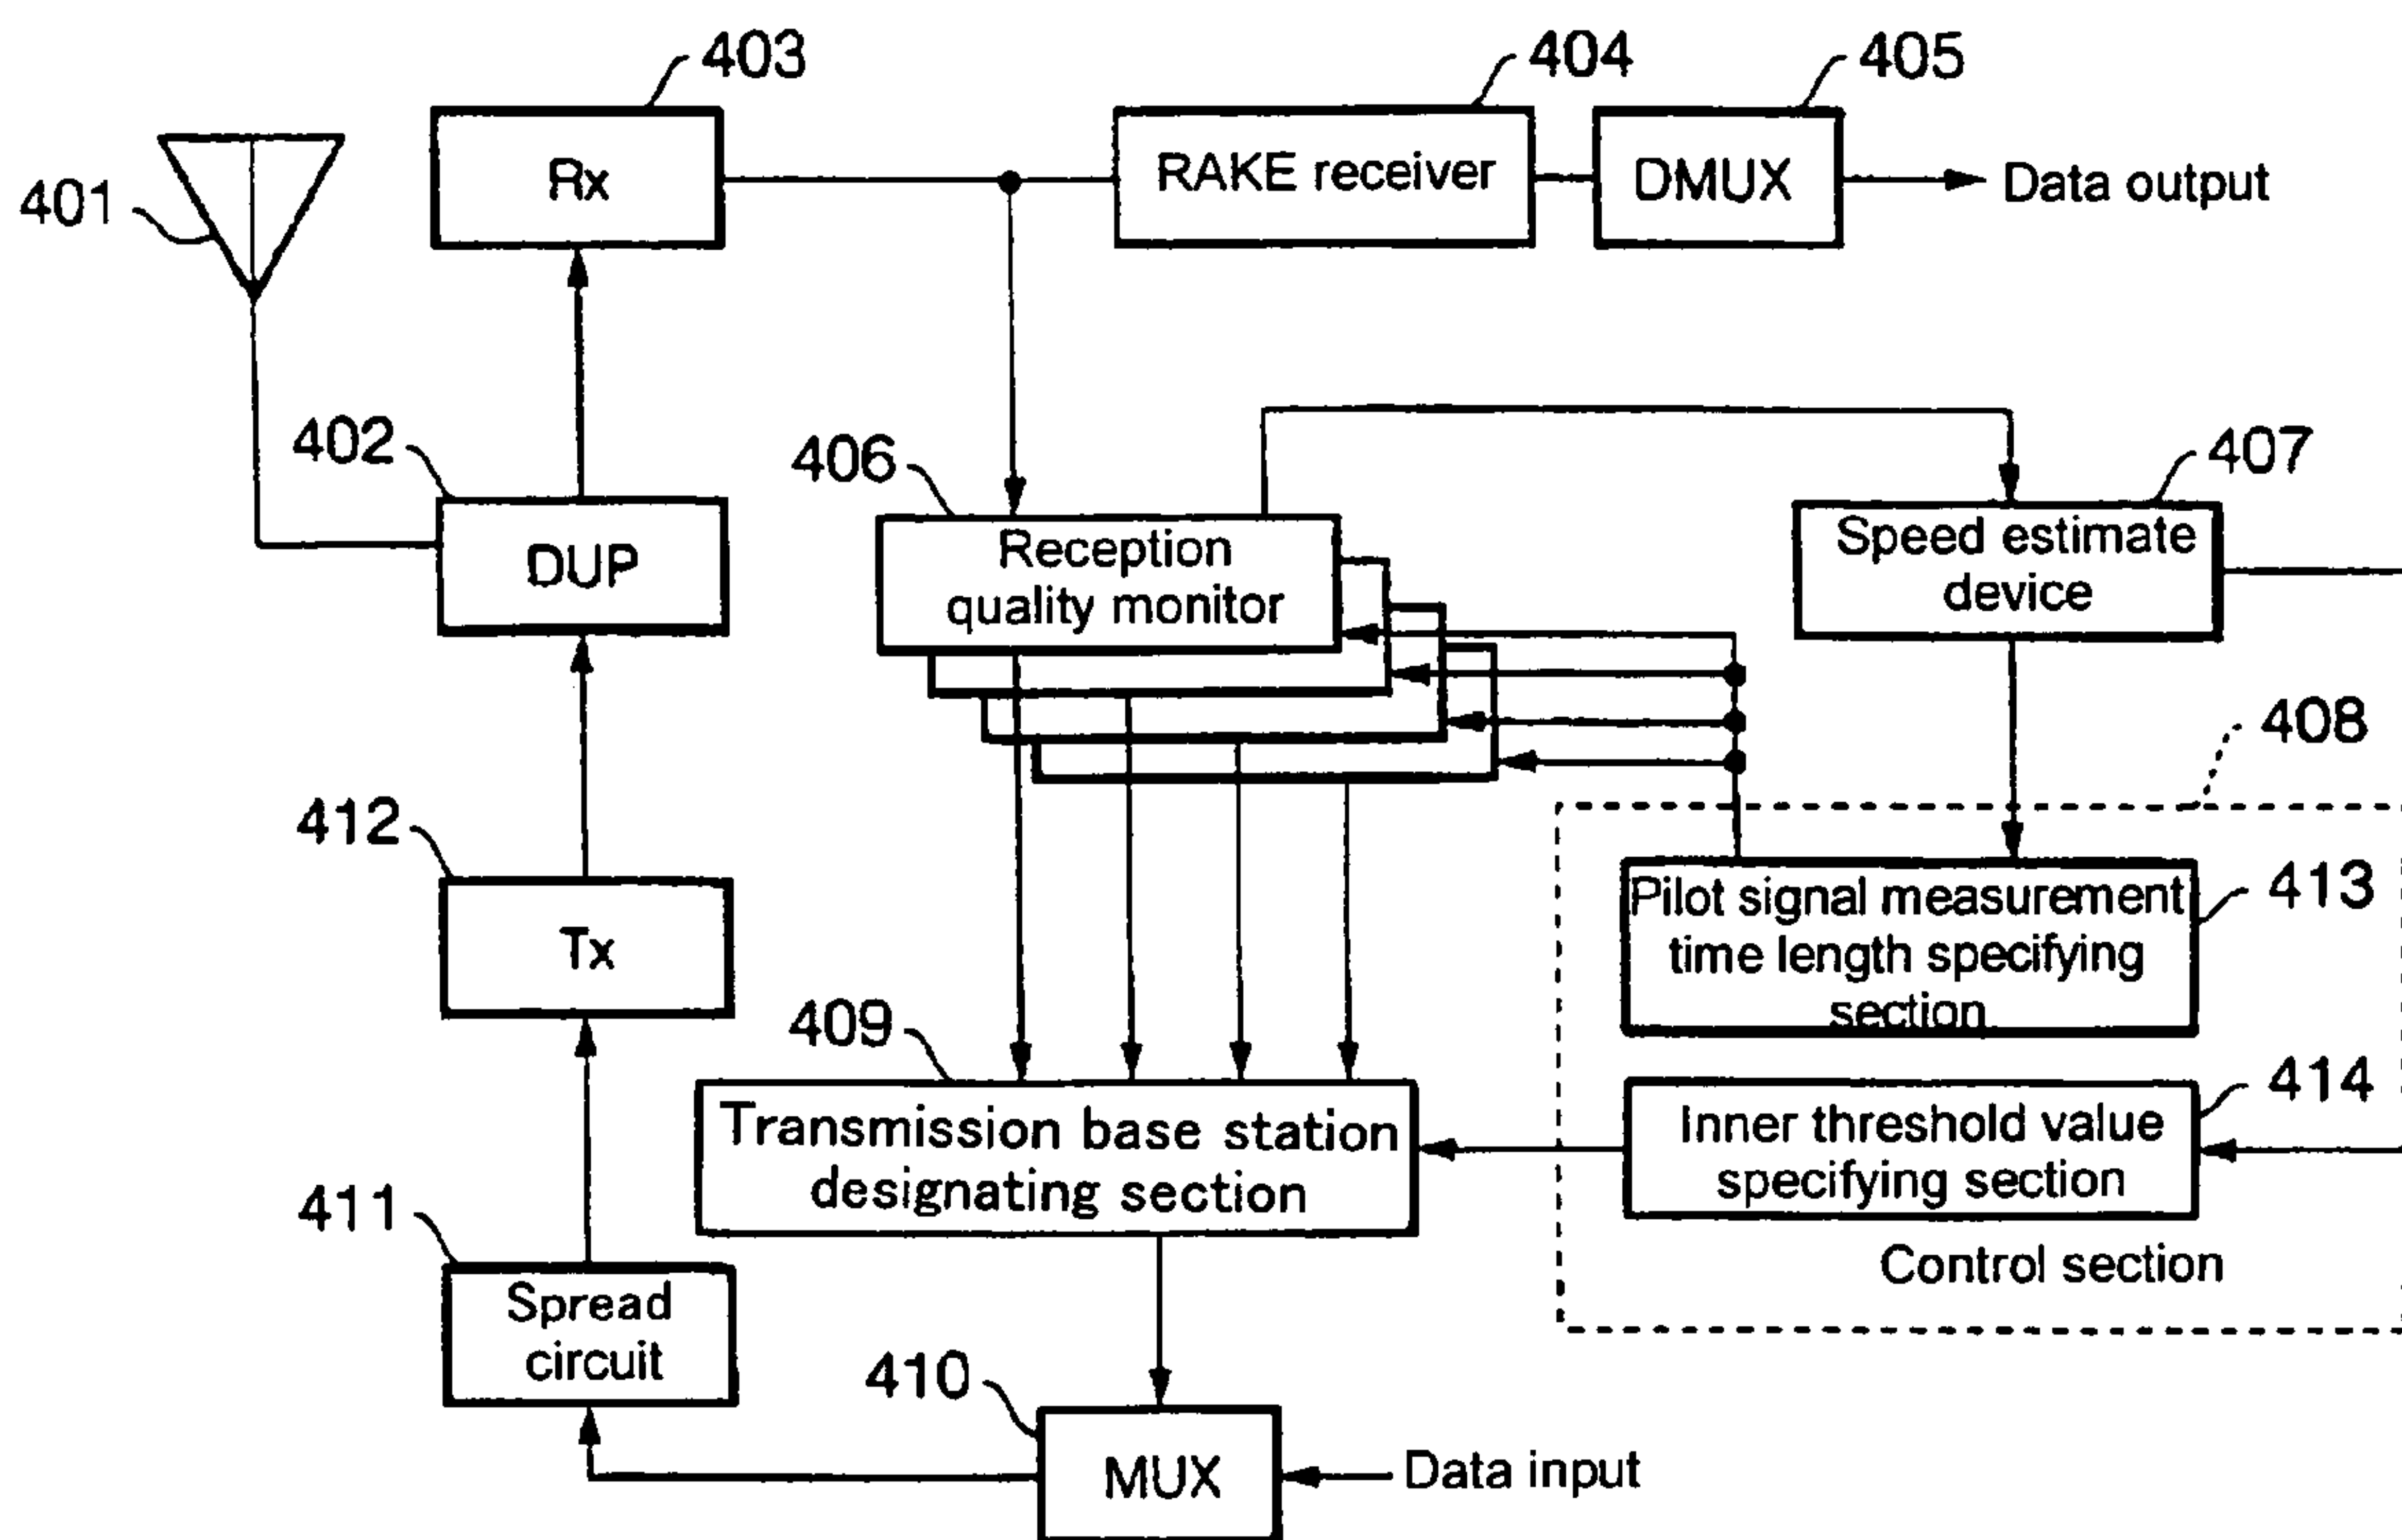 403
404
405
401
Rx
RAKE receiver
DMUX
Data output
402
406
407
DUP
Reception
quality monitor
Speed estimate
device
408
412
Tx
413
Pilot signal measurement
time length specifying
section
409
414
Transmission base station
designating section
Inner threshold value
specifying section
Control section
411
Spread
circuit
410
MUX
Data input